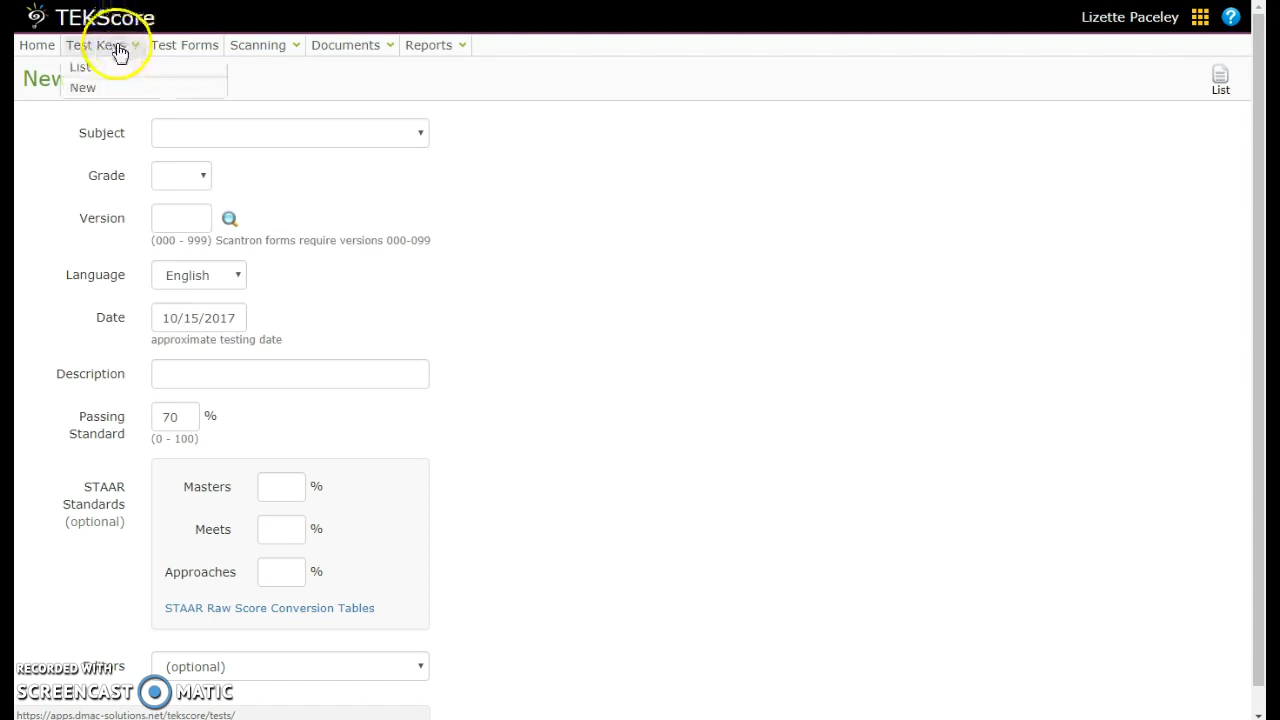 TEKScore
Lizette Paceley
Home Test Keys Test Forms Scanning Documents Reports
List
New
New
List
Subject
Grade
Version
(000 - 999) Scantron forms require versions 000-099
Language English
Date 10/15/2017
approximate testing date
Description
Passing Standard 70 %
(0 - 100)
STAAR Standards (optional)
Masters %
Meets %
Approaches %
STAAR Raw Score Conversion Tables
(optional)
RECORDED WITH
SCREENCAST MATIC
https://apps.dmac-solutions.net/tekscore/tests/